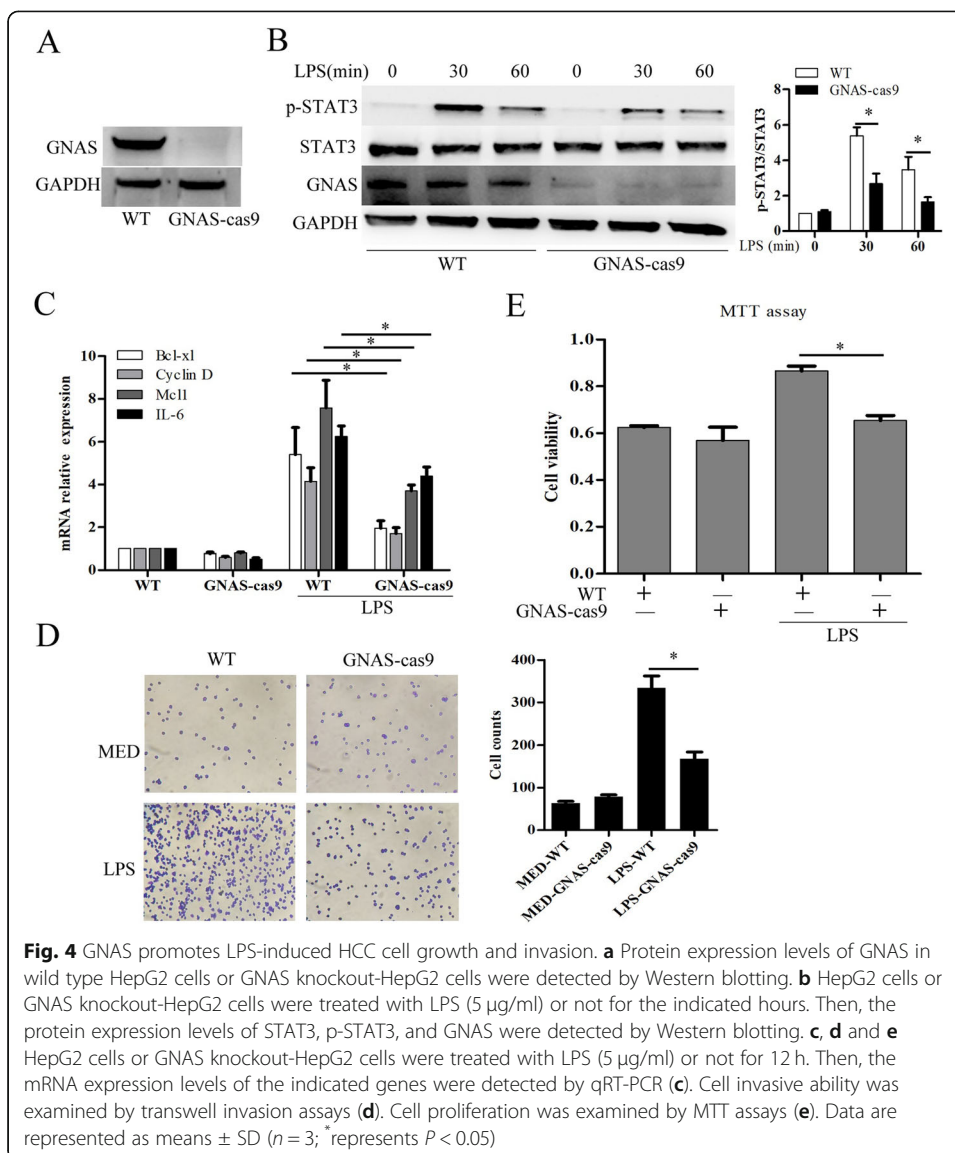 A
GNAS
GAPDH
WT GNAS-cas9
B
LPS(min) 0 30 60 0 30 60
p-STAT3
STAT3
GNAS
GAPDH
WT GNAS-cas9
WT
GNAS-cas9
p-STAT3/STAT3
8
6
4
2
0
* *
LPS (min) 0 30 60
C
mRNA relative expression
10
8
6
4
2
0
Bcl-xl
Cyclin D
Mcl1
IL-6
*
*
*
*
WT GNAS-cas9 WT GNAS-cas9
LPS
E
MTT assay
Cell viability
1.0
0.8
0.6
0.4
0.2
0.0
*
WT + — + —
GNAS-cas9 — + — +
LPS
D
WT GNAS-cas9
MED
LPS
Cell counts
400
300
200
100
0
*
MED-WT
MED-GNAS-cas9
LPS-WT
LPS-GNAS-cas9
Fig. 4 GNAS promotes LPS-induced HCC cell growth and invasion. a Protein expression levels of GNAS in
wild type HepG2 cells or GNAS knockout-HepG2 cells were detected by Western blotting. b HepG2 cells or
GNAS knockout-HepG2 cells were treated with LPS (5 μg/ml) or not for the indicated hours. Then, the
protein expression levels of STAT3, p-STAT3, and GNAS were detected by Western blotting. c, d and e
HepG2 cells or GNAS knockout-HepG2 cells were treated with LPS (5 μg/ml) or not for 12 h. Then, the
mRNA expression levels of the indicated genes were detected by qRT-PCR (c). Cell invasive ability was
examined by transwell invasion assays (d). Cell proliferation was examined by MTT assays (e). Data are
represented as means ± SD (n = 3; *represents P < 0.05)